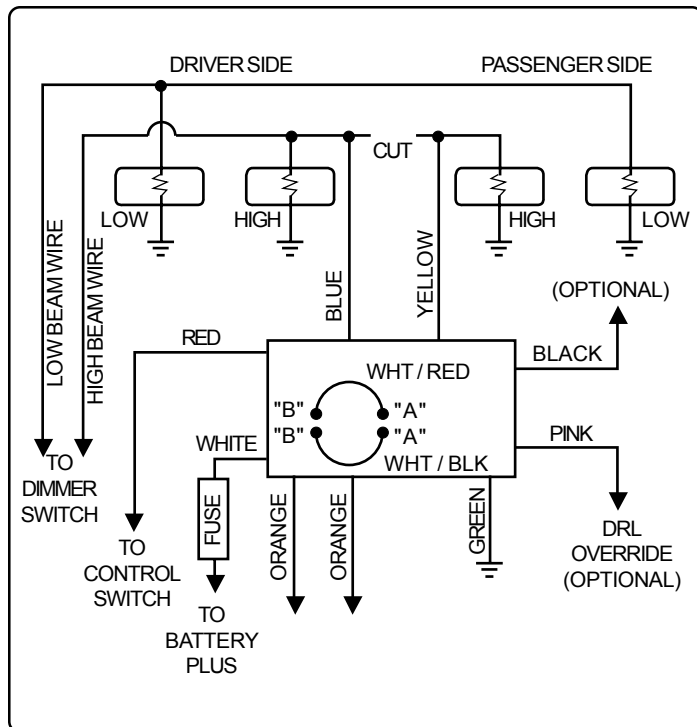 DRIVER SIDE
PASSENGER SIDE
CUT
LOW
HIGH
HIGH
LOW
LOW BEAM WIRE
HIGH BEAM WIRE
BLUE
YELLOW
(OPTIONAL)
RED
BLACK
WHT / RED
"B"
"A"
"B"
"A"
WHITE
WHT / BLK
PINK
TO
DIMMER
SWITCH
FUSE
ORANGE
ORANGE
GREEN
DRL
OVERRIDE
(OPTIONAL)
TO
CONTROL
SWITCH
TO
BATTERY
PLUS